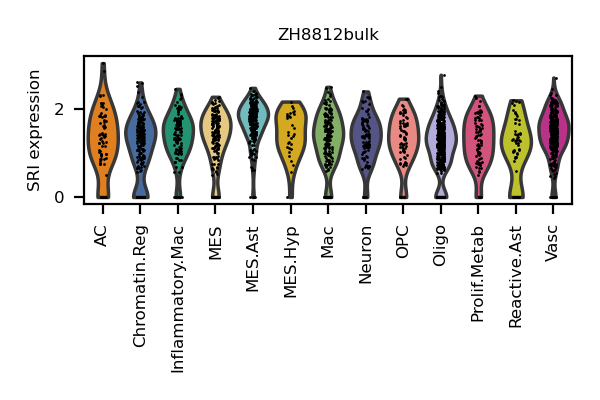 ZH8812bulk
SRI expression
2
0
AC
Chromatin.Reg
Inflammatory.Mac
MES
MES.Ast
MES.Hyp
Mac
Neuron
OPC
Oligo
Prolif.Metab
Reactive.Ast
Vasc